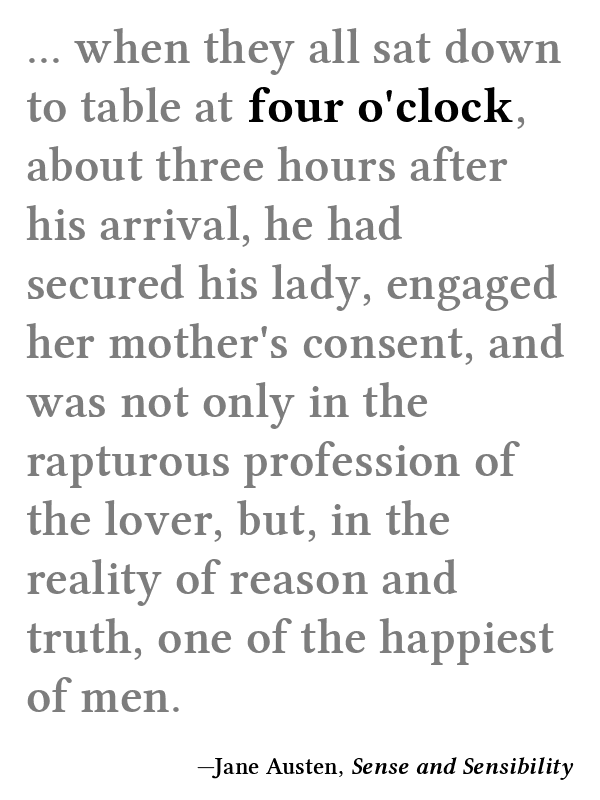 ... when they all sat down
to table at four o'clock,
about three hours after
his arrival, he had
secured his lady, engaged
her mother's consent, and
was not only in the
rapturous profession of
the lover, but, in the
reality of reason and
truth, one of the happiest
of men.
—Jane Austen, Sense and Sensibility